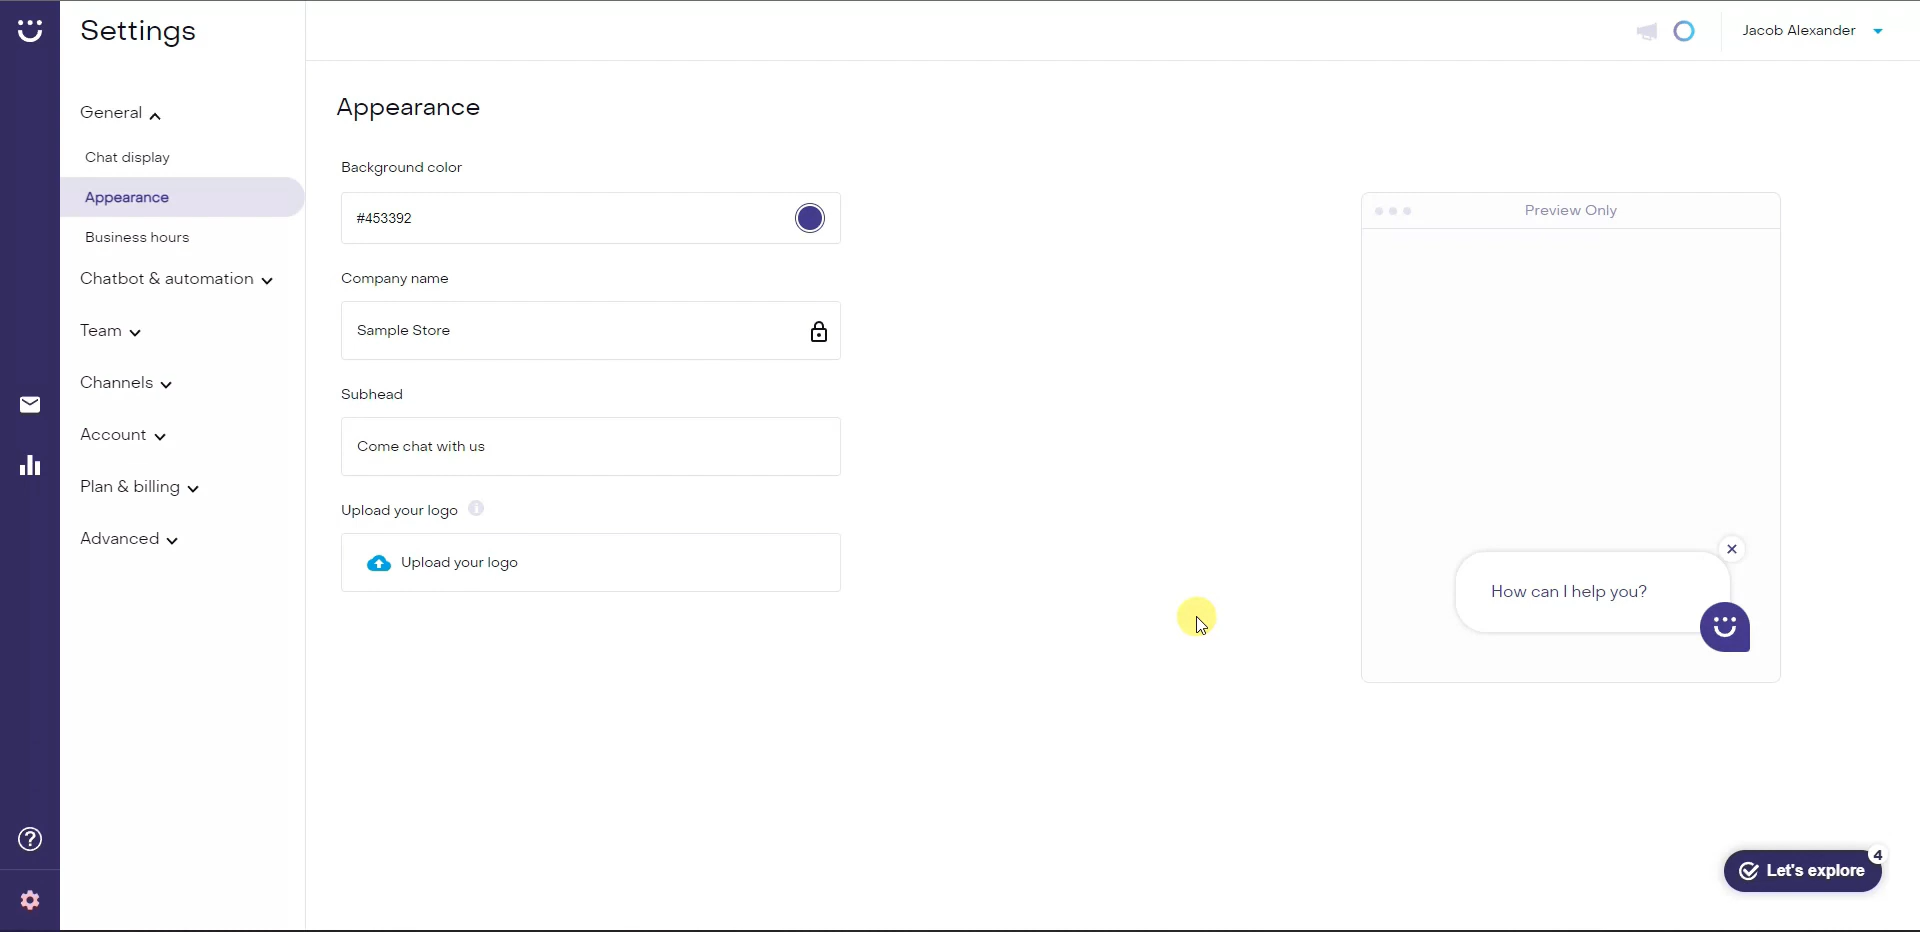 Settings
Jacob Alexander
General
Chat display
Appearance
Business hours
Chatbot & automation
Team
Channels
Account
Plan & billing
Advanced
Appearance
Background color
#453392
Company name
Sample Store
Subhead
Come chat with us
Upload your logo
Upload your logo
Preview Only
How can I help you?
Let's explore
4